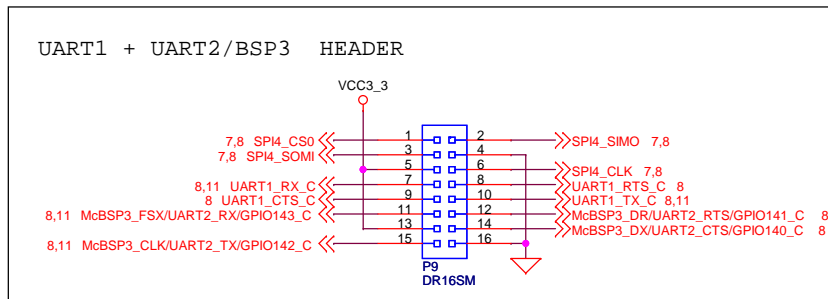 UART1 + UART2/BSP3 HEADER
VCC3_3
7,8 SPI4_CS0 1 2 SPI4_SIMO 7,8
7,8 SPI4_SOMI 3 4
5 6 SPI4_CLK 7,8
8,11 UART1_RX_C 7 8 UART1_RTS_C 8
8 UART1_CTS_C 9 10 UART1_TX_C 8,11
8,11 McBSP3_FSX/UART2_RX/GPIO143_C 11 12 McBSP3_DR/UART2_RTS/GPIO141_C 8
13 14 McBSP3_DX/UART2_CTS/GPIO140_C 8
8,11 McBSP3_CLK/UART2_TX/GPIO142_C 15 16
P9
DR16SM